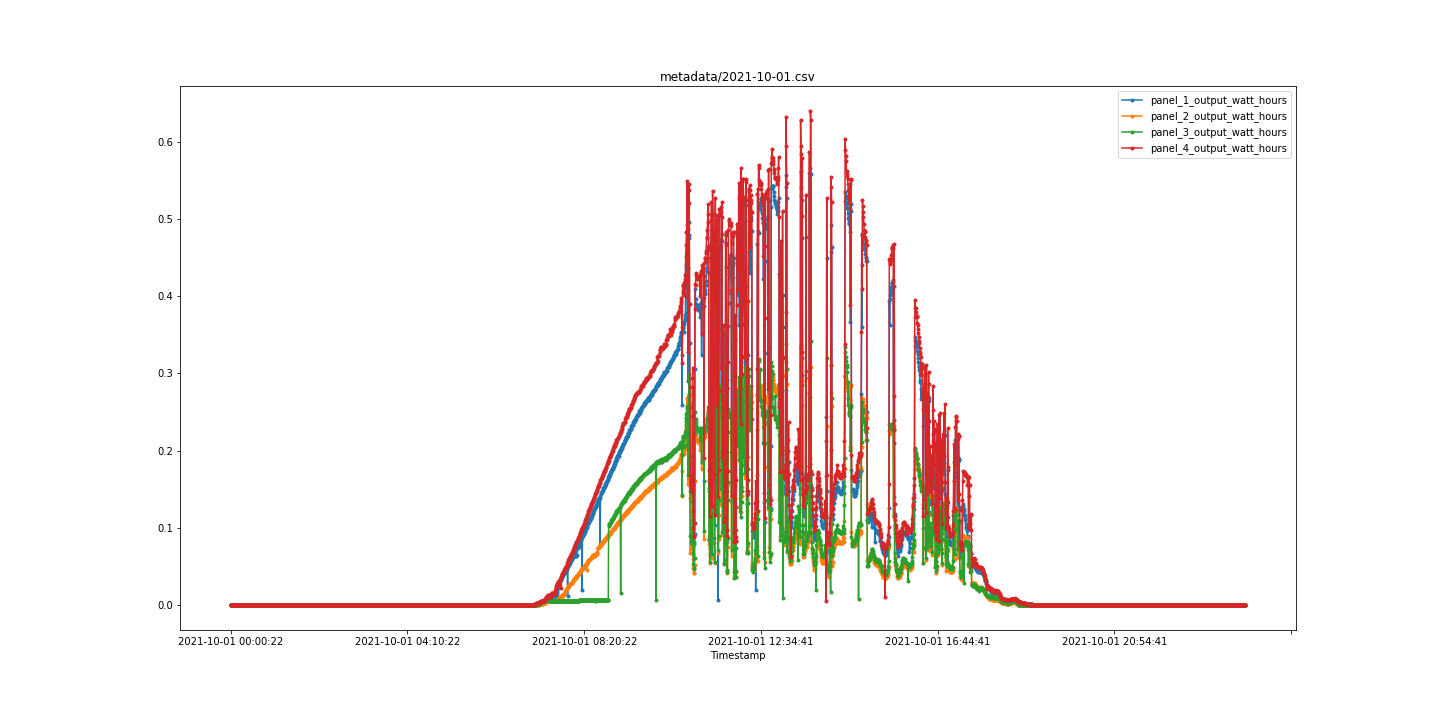 metadata/2021-10-01.csv
panel_1_output_watt_hours
panel_2_output_watt_hours
panel_3_output_watt_hours
panel_4_output_watt_hours
0.6
0.5
0.4
0.3
0.2
0.1
0.0
2021-10-01 00:00:22 2021-10-01 04:10:22 2021-10-01 08:20:22 2021-10-01 12:34:41 2021-10-01 16:44:41 2021-10-01 20:54:41
Timestamp